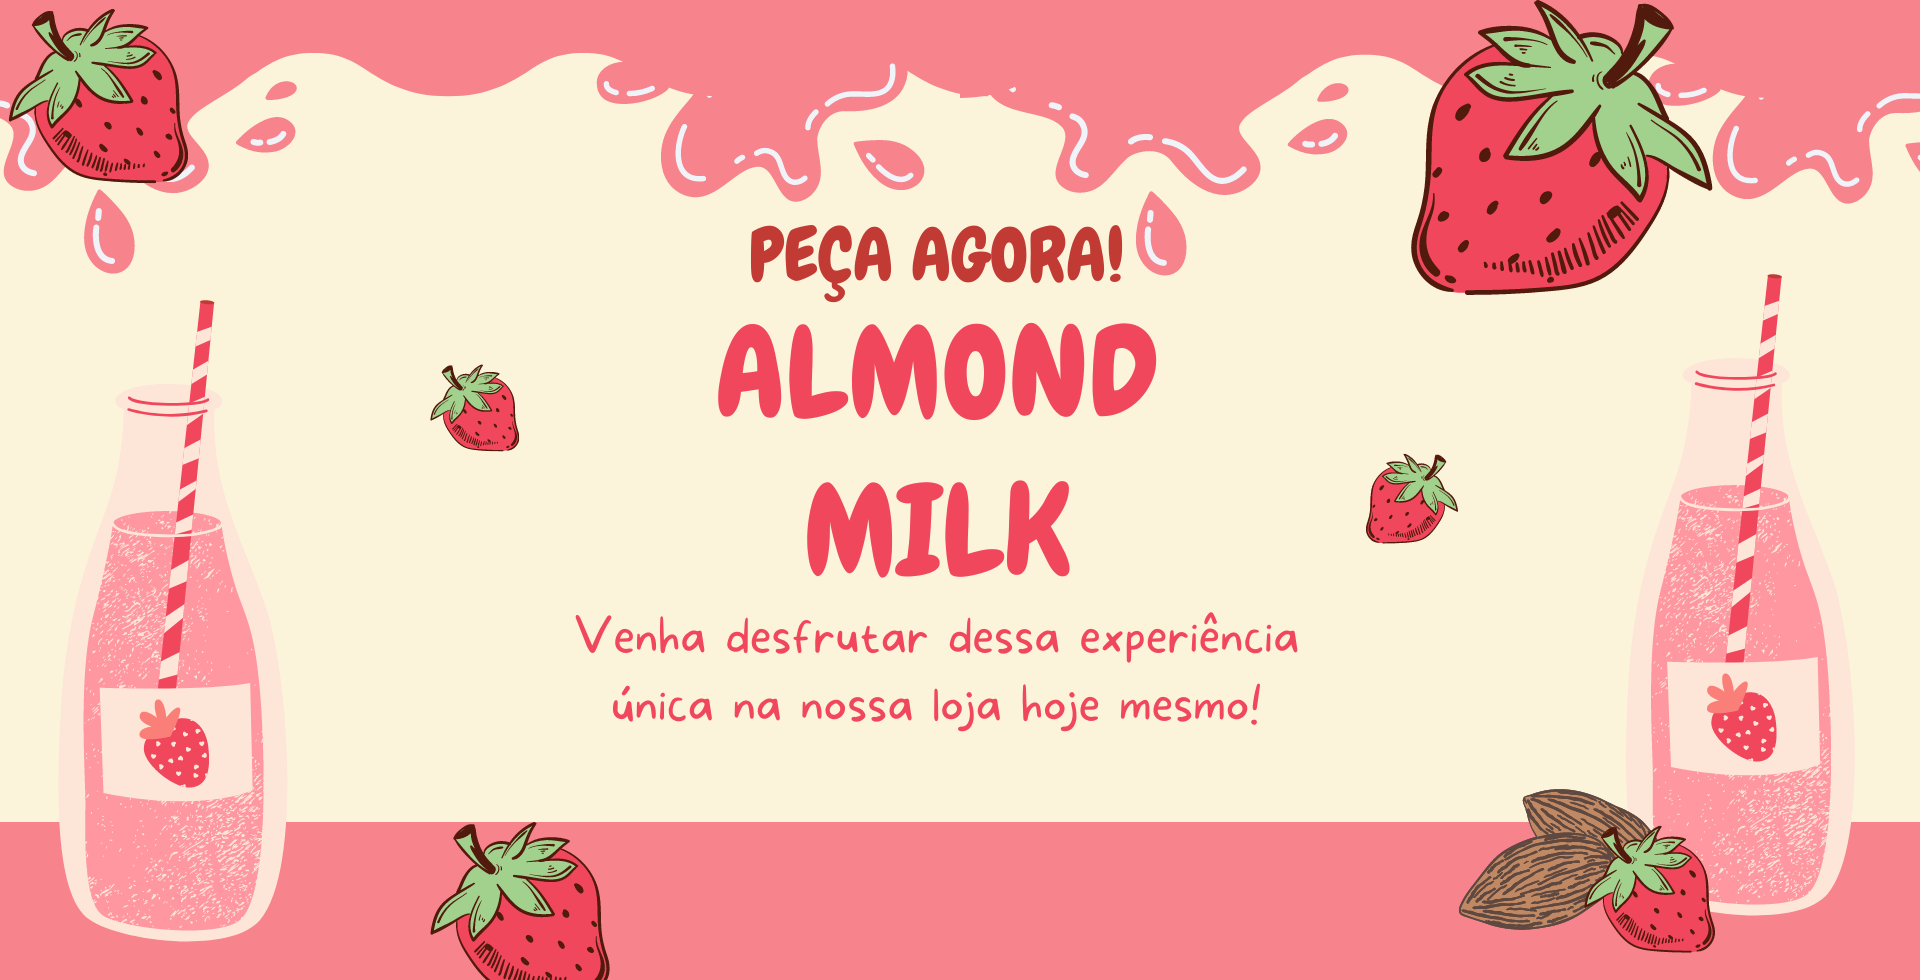 PEÇA AGORA!
ALMOND
MILK
Venha desfrutar dessa experiência
única na nossa loja hoje mesmo!